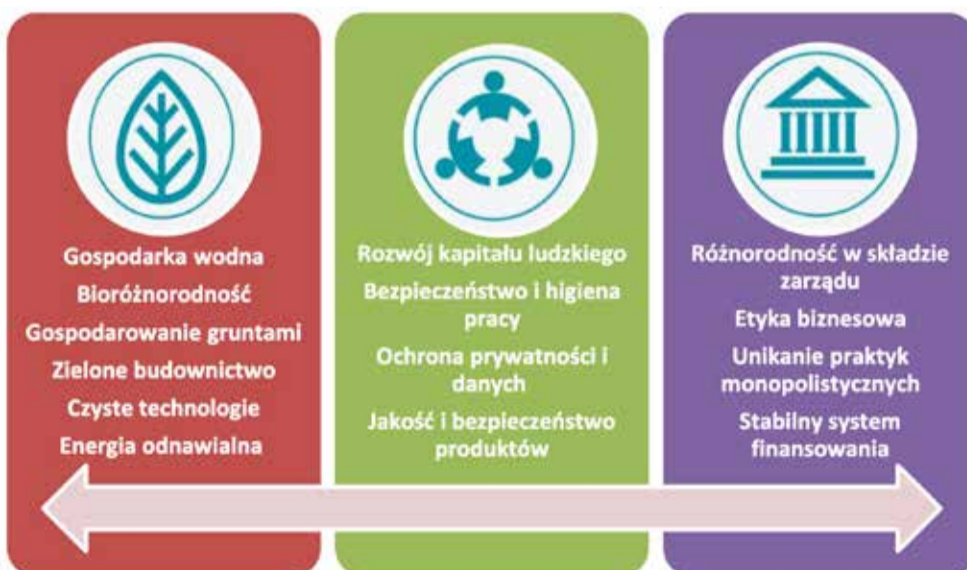 Gospodarka wodna
Bioróżnorodność
Gospodarowanie gruntami
Zielone budownictwo
Czyste technologie
Energia odnawialna
Rozwój kapitału ludzkiego
Bezpieczeństwo i higiena
pracy
Ochrona prywatności i
danych
Jakość i bezpieczeństwo
produktów
Różnorodność w składzie
zarządu
Etyka biznesowa
Unikanie praktyk
monopolistycznych
Stabilny system
finansowania